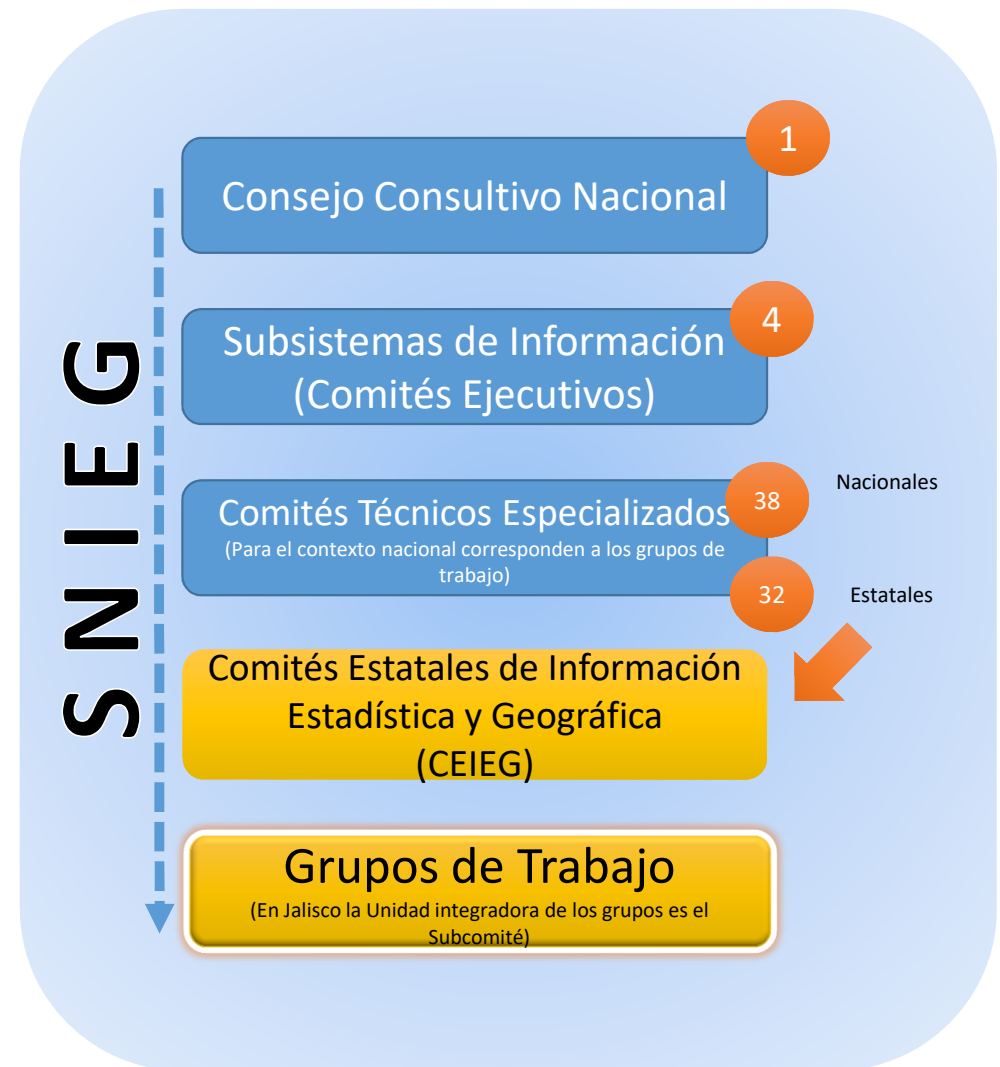 SNIEG
1
Consejo Consultivo Nacional
4
Subsistemas de Información
(Comités Ejecutivos)
38
Nacionales
Comités Técnicos Especializados
(Para el contexto nacional corresponden a los grupos de
trabajo)
32
Estatales
Comités Estatales de Información
Estadística y Geográfica
(CEIEG)
Grupos de Trabajo
(En Jalisco la Unidad integradora de los grupos es el
Subcomité)